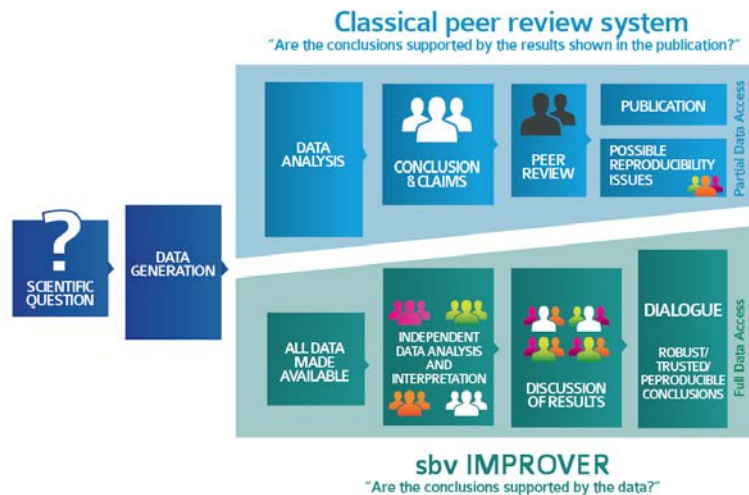 Classical peer review system
“Are the conclusions supported by the results shown in the publication?”
DATA
ANALYSIS
CONCLUSION
& CLAIMS
PEER
REVIEW
PUBLICATION
POSSIBLE
REPRODUCIBILITY
ISSUES
Partial Data Access
?
SCIENTIFIC
QUESTION
DATA
GENERATION
ALL DATA
MADE
AVAILABLE
INDEPENDENT
DATA ANALYSIS
AND
INTERPRETATION
DISCUSSION
OF RESULTS
DIALOGUE
ROBUST/
TRUSTED/
PEPRODUCIBLE
CONCLUSIONS
Full Data Access
sbv IMPROVER
“Are the conclusions supported by the data?”